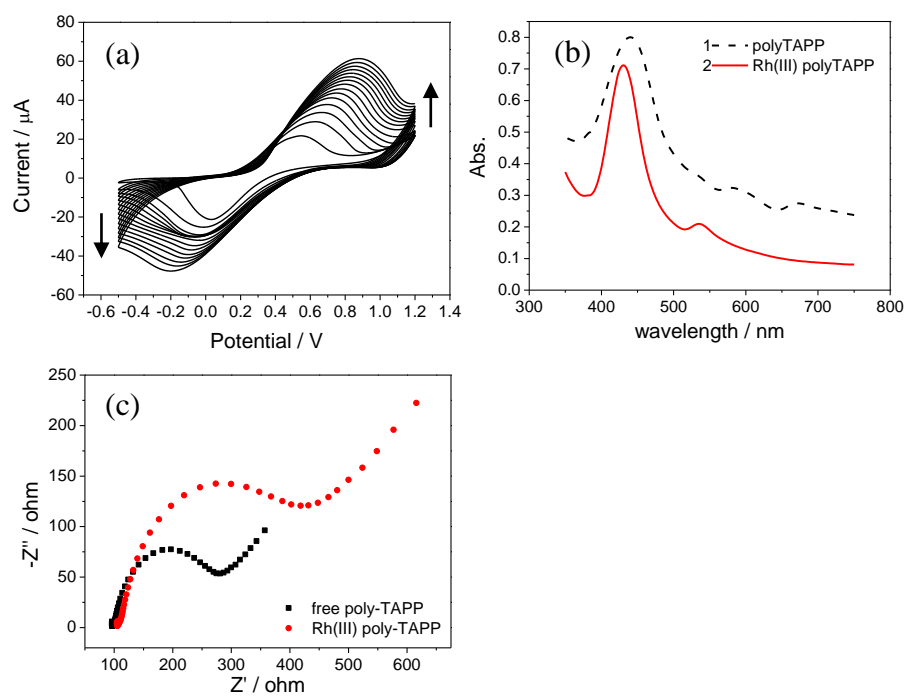 (a)
Current / μA
60
40
20
0
-20
-40
-60
-0.6 -0.4 -0.2 0.0 0.2 0.4 0.6 0.8 1.0 1.2 1.4
Potential / V
(b)
Abs.
0.8
0.7
0.6
0.5
0.4
0.3
0.2
0.1
0.0
1 polyTAPP
2 Rh(III) polyTAPP
300 400 500 600 700 800
wavelength / nm
(c)
-Z'' / ohm
250
200
150
100
50
0
free poly-TAPP
Rh(III) poly-TAPP
100 200 300 400 500 600
Z' / ohm